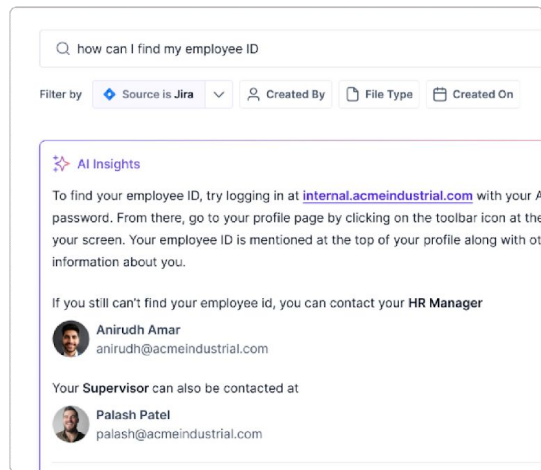 how can I find my employee ID
Filter by Source is Jira Created By File Type Created On
AI Insights
To find your employee ID, try logging in at internal.acmeindustrial.com with your A
password. From there, go to your profile page by clicking on the toolbar icon at the
your screen. Your employee ID is mentioned at the top of your profile along with ot
information about you.
If you still can't find your employee id, you can contact your HR Manager
Anirudh Amar
anirudh@acmeindustrial.com
Your Supervisor can also be contacted at
Palash Patel
palash@acmeindustrial.com